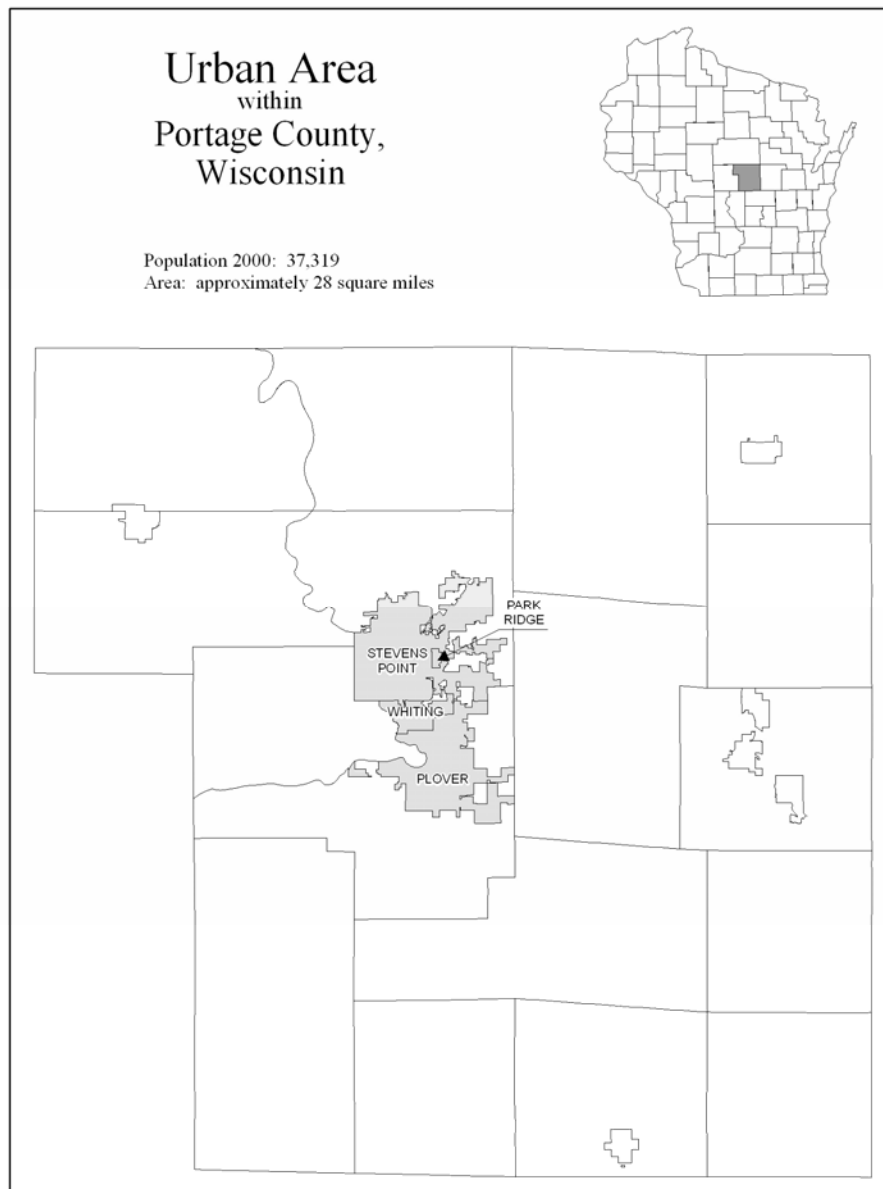 Urban Area
within
Portage County,
Wisconsin
Population 2000: 37,319
Area: approximately 28 square miles
PARK
RIDGE
STEVENS
POINT
WHITING
PLOVER